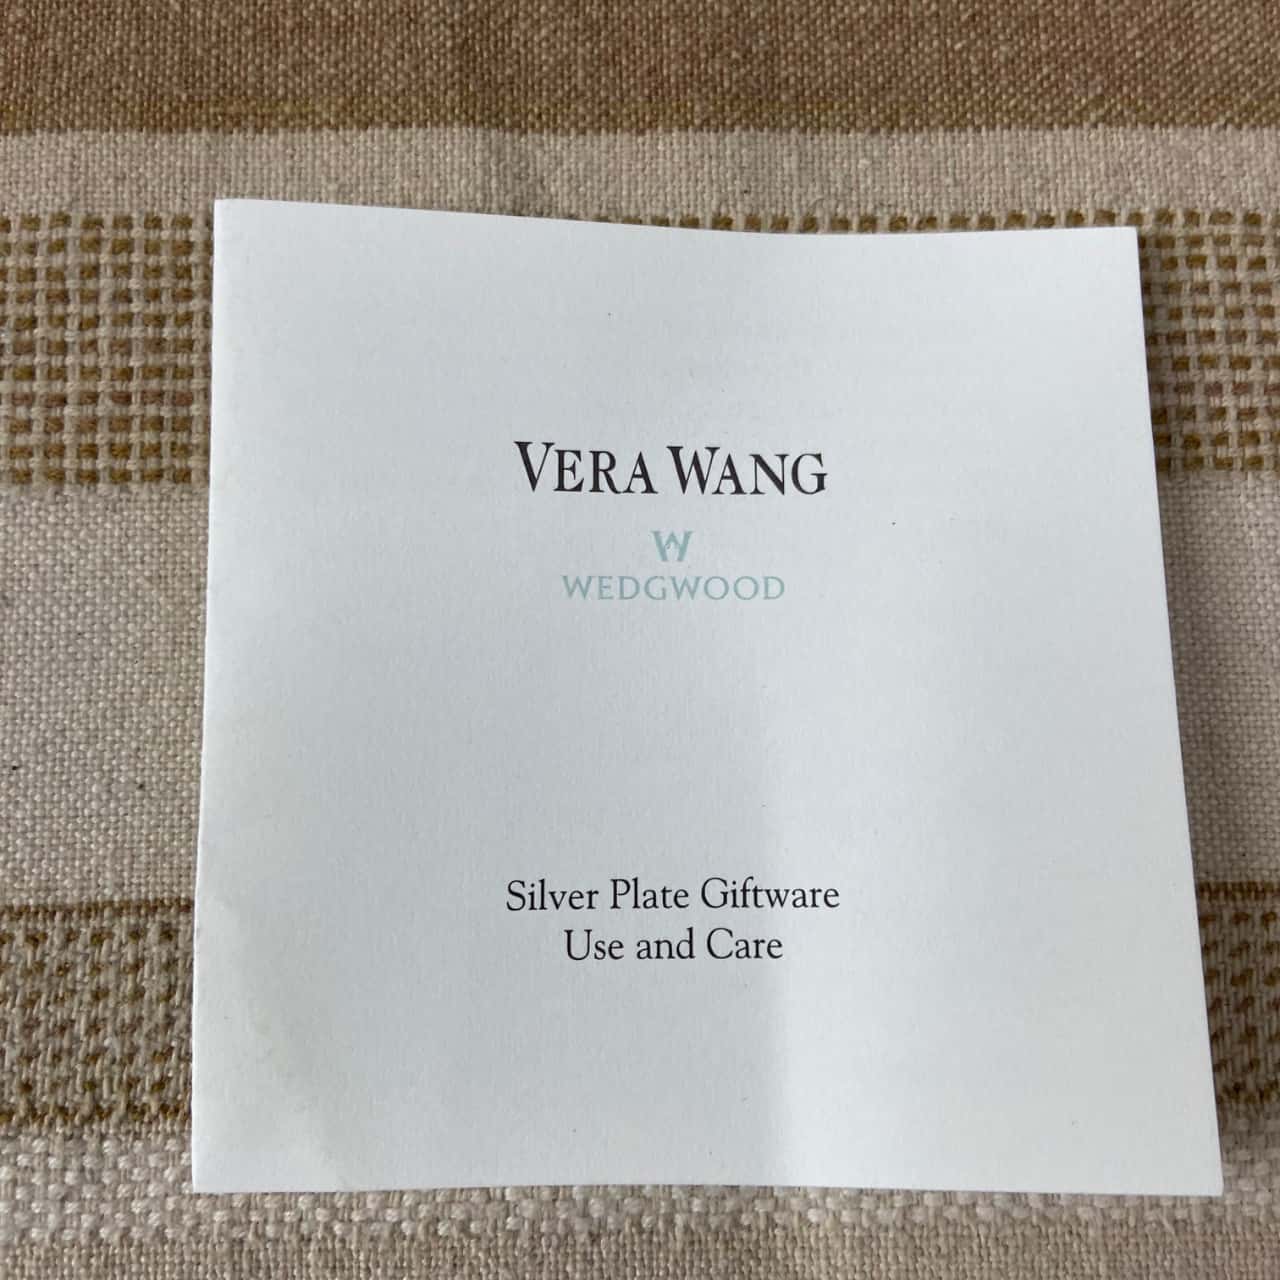 VERA WANG
W
WEDGWOOD
Silver Plate Giftware
Use and Care